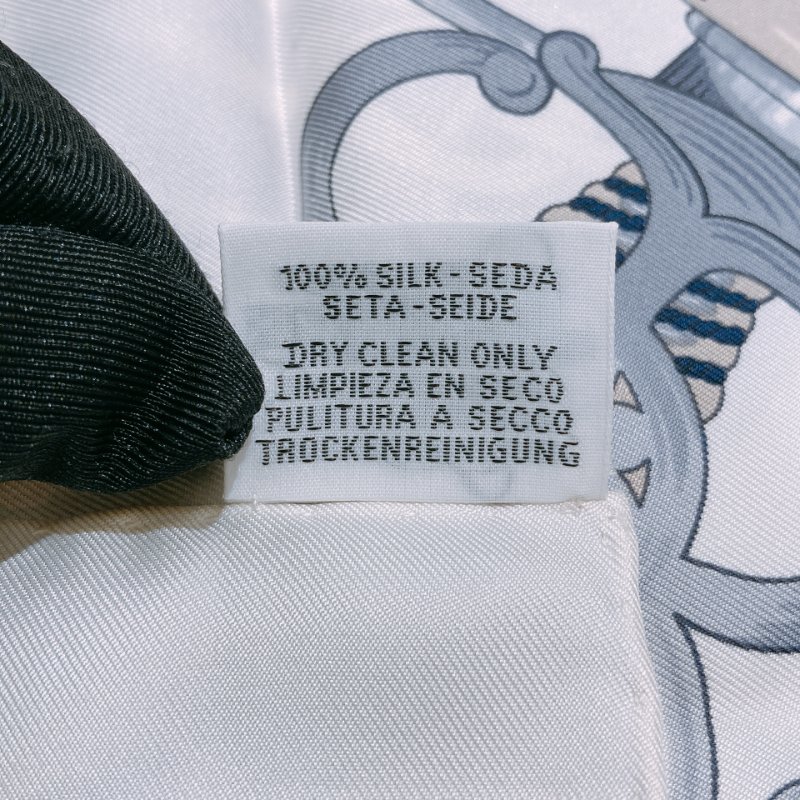 100% SILK - SEDA
SETA - SEIDE
DRY CLEAN ONLY
LIMPIEZA EN SECO
PULITURA A SECCO
TROCKENREINIGUNG